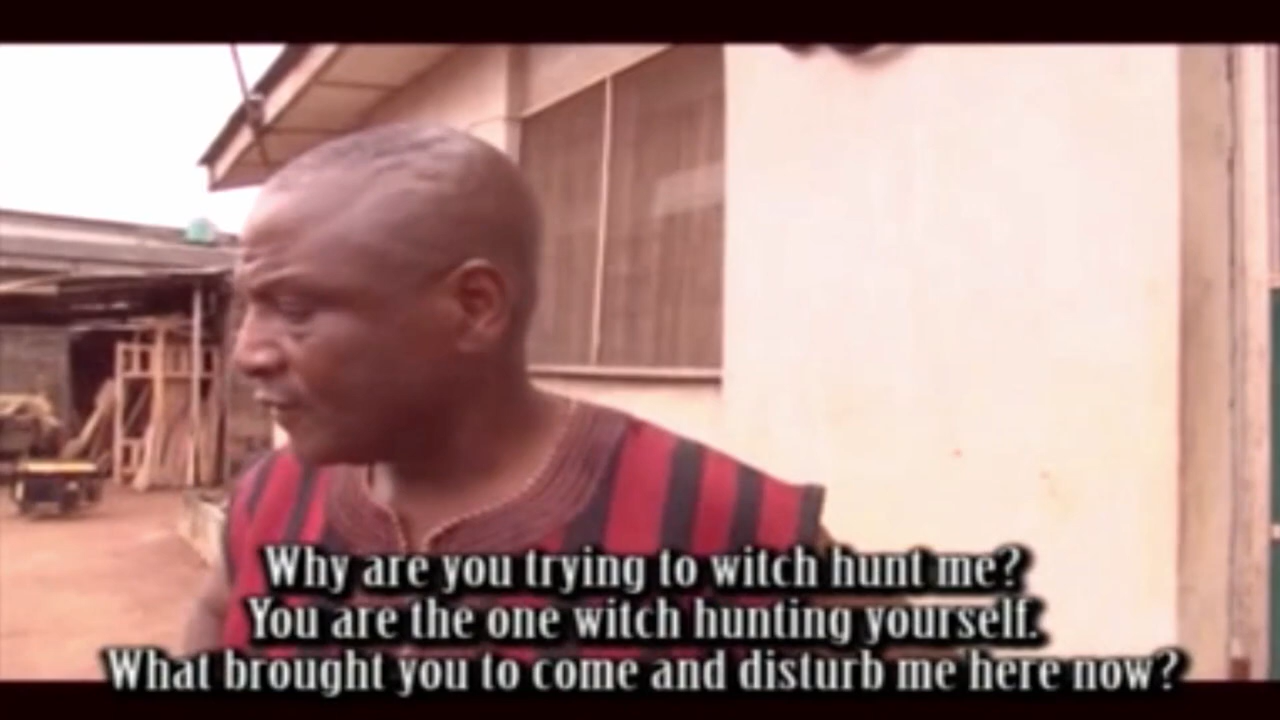 Why are you trying to witch hunt me?
You are the one witch hunting yourself.
What brought you to come and disturb me here now?